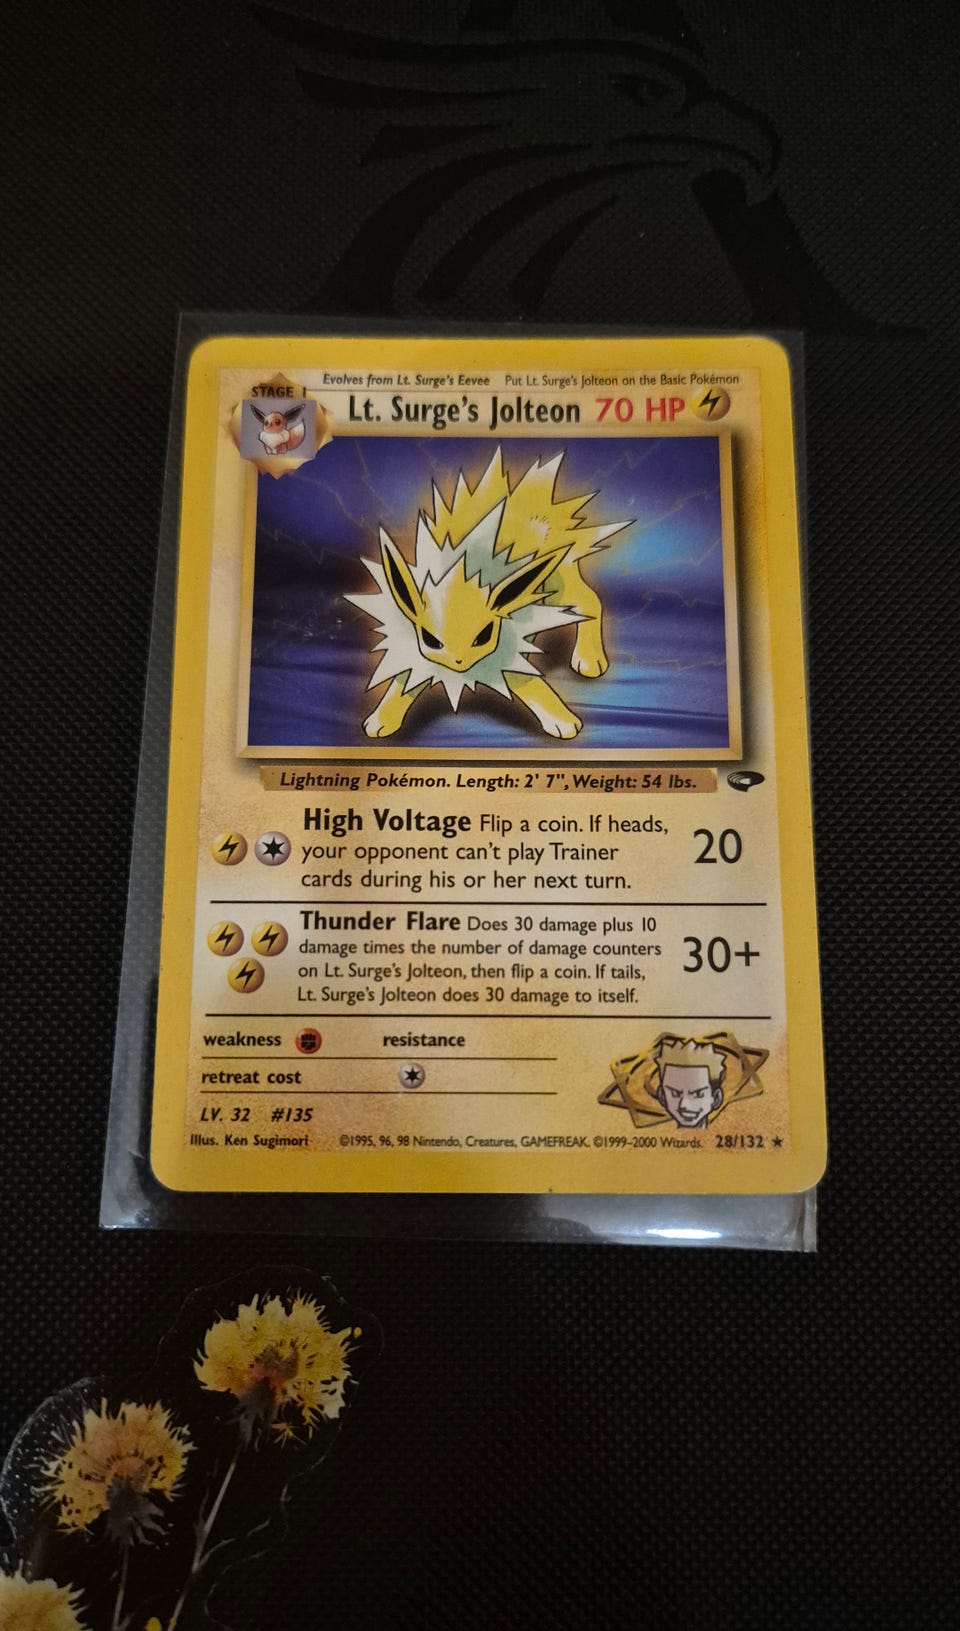 STAGE 1
Evolves from Lt. Surge's Eevee Put Lt. Surge's Jolteon on the Basic Pokémon
Lt. Surge's Jolteon 70 HP
Lightning Pokémon. Length: 2' 7", Weight: 54 lbs.
High Voltage Flip a coin. If heads,
your opponent can't play Trainer
cards during his or her next turn.
20
Thunder Flare Does 30 damage plus 10
damage times the number of damage counters
on Lt. Surge's Jolteon, then flip a coin. If tails,
Lt. Surge's Jolteon does 30 damage to itself.
30+
weakness resistance
retreat cost
LV. 32 #135
Illus. Ken Sugimori ©1995, 96, 98 Nintendo, Creatures, GAMEFREAK. ©1999-2000 Wizards. 28/132 ★